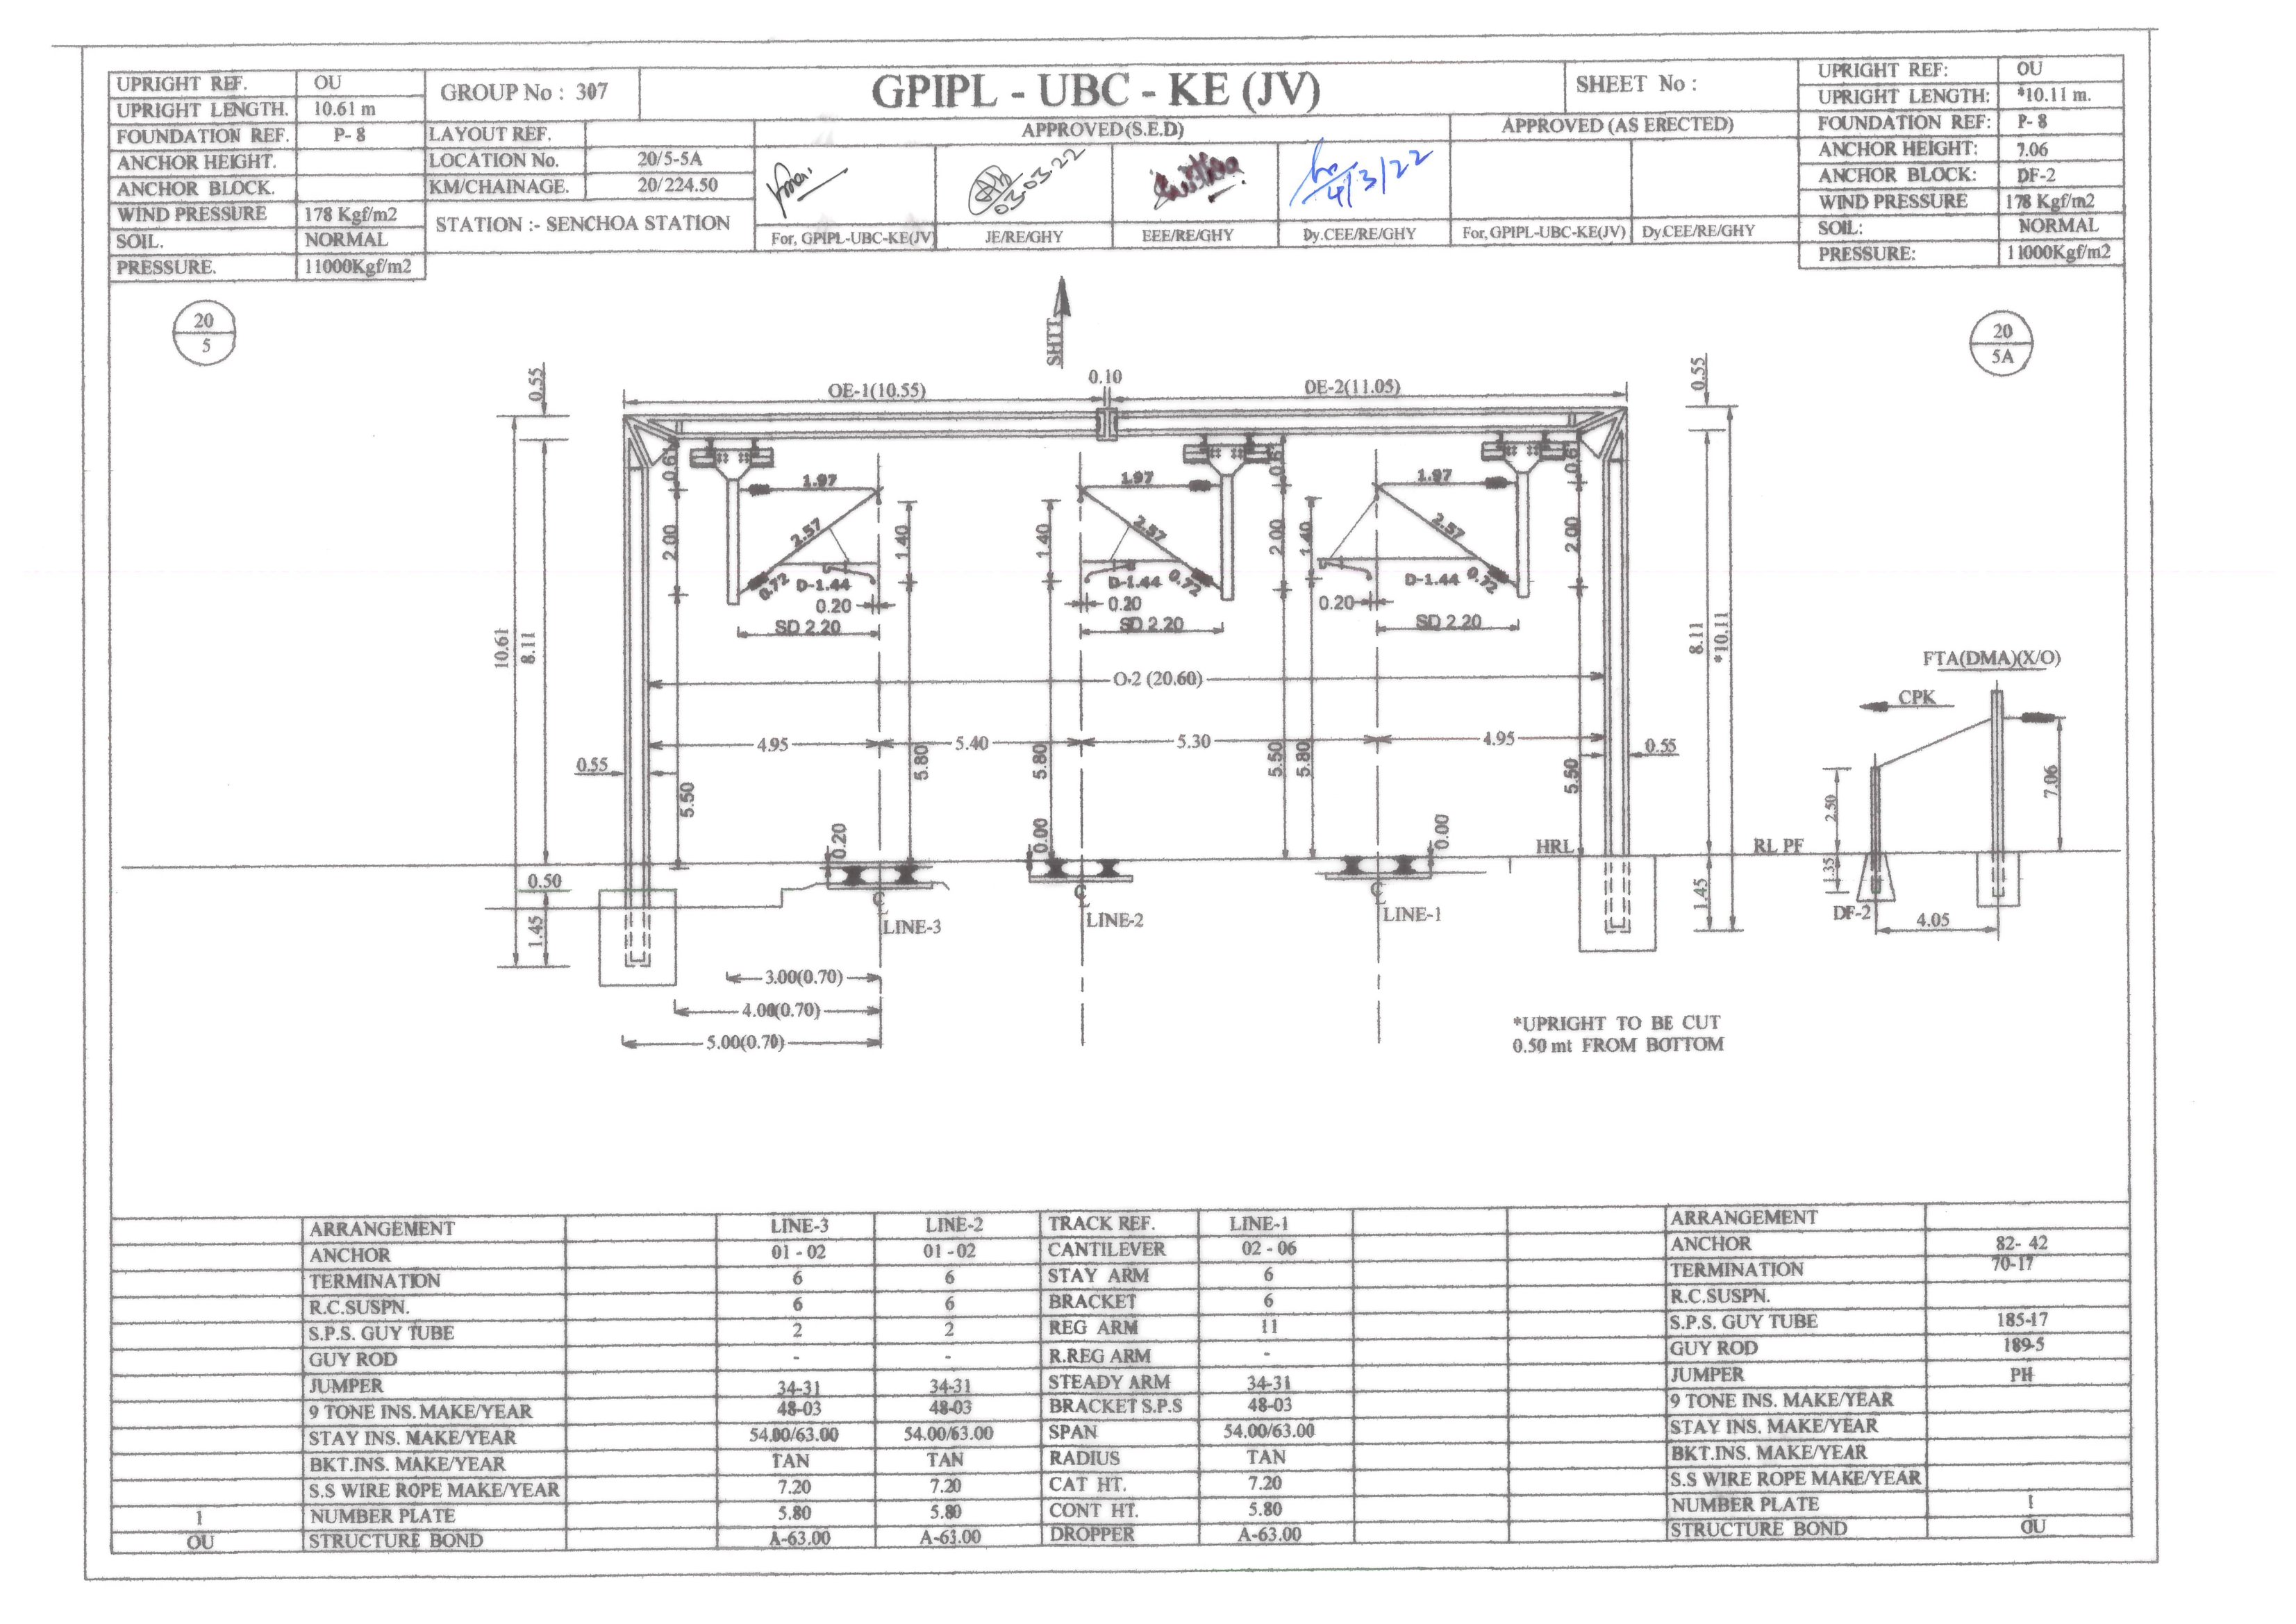 UPRIGHT REF. OU
UPRIGHT LENGTH. 10.61 m
FOUNDATION REF. P- 8
ANCHOR HEIGHT.
ANCHOR BLOCK.
WIND PRESSURE 178 Kgf/m2
SOIL. NORMAL
PRESSURE. 11000Kgf/m2
GROUP No : 307
LAYOUT REF.
LOCATION No. 20/5-5A
KM/CHAINAGE. 20/224.50
STATION :- SENCHOA STATION
GPIPL - UBC - KE (JV)
SHEET No :
APPROVED(S.E.D)
APPROVED (AS ERECTED)
03.03.22
4/3/22
For, GPIPL-UBC-KE(JV)
JE/RE/GHY
EEE/RE/GHY
Dy.CEE/RE/GHY
For, GPIPL-UBC-KE(JV)
Dy.CEE/RE/GHY
UPRIGHT REF: OU
UPRIGHT LENGTH: *10.11 m.
FOUNDATION REF: P- 8
ANCHOR HEIGHT: 7.06
ANCHOR BLOCK: DF-2
WIND PRESSURE 178 Kgf/m2
SOIL: NORMAL
PRESSURE: 11000Kgf/m2
20
5
SHTT
20
5A
0.55
OE-1(10.55)
0.10
OE-2(11.05)
0.55
1.97
1.97
1.97
2.00
2.57
1.40
1.40
2.57
2.00
1.40
2.57
2.00
0.72
D-1.44
D-1.44
0.72
D-1.44
0.72
0.20
0.20
0.20
SD 2.20
SD 2.20
SD 2.20
10.61
8.11
8.11
*10.11
O-2 (20.60)
4.95
5.40
5.30
4.95
0.55
0.55
5.50
5.80
5.80
5.50
5.80
5.50
0.20
0.00
0.00
HRL
RL PF
FTA(DMA)(X/O)
CPK
2.50
7.06
1.35
DF-2
4.05
0.50
1.45
1.45
LINE-3
LINE-2
LINE-1
3.00(0.70)
4.00(0.70)
5.00(0.70)
*UPRIGHT TO BE CUT
0.50 mt FROM BOTTOM
ARRANGEMENT LINE-3 LINE-2 TRACK REF. LINE-1 ARRANGEMENT
ANCHOR 01 - 02 01 - 02 CANTILEVER 02 - 06 ANCHOR 82- 42
TERMINATION 6 6 STAY ARM 6 TERMINATION 70-17
R.C.SUSPN. 6 6 BRACKET 6 R.C.SUSPN.
S.P.S. GUY TUBE 2 2 REG ARM 11 S.P.S. GUY TUBE 185-17
GUY ROD - - R.REG ARM - GUY ROD 189-5
JUMPER 34-31 34-31 STEADY ARM 34-31 JUMPER PH
9 TONE INS. MAKE/YEAR 48-03 48-03 BRACKET S.P.S 48-03 9 TONE INS. MAKE/YEAR
STAY INS. MAKE/YEAR 54.00/63.00 54.00/63.00 SPAN 54.00/63.00 STAY INS. MAKE/YEAR
BKT.INS. MAKE/YEAR TAN TAN RADIUS TAN BKT.INS. MAKE/YEAR
S.S WIRE ROPE MAKE/YEAR 7.20 7.20 CAT HT. 7.20 S.S WIRE ROPE MAKE/YEAR
1 NUMBER PLATE 5.80 5.80 CONT HT. 5.80 NUMBER PLATE 1
OU STRUCTURE BOND A-63.00 A-63.00 DROPPER A-63.00 STRUCTURE BOND OU